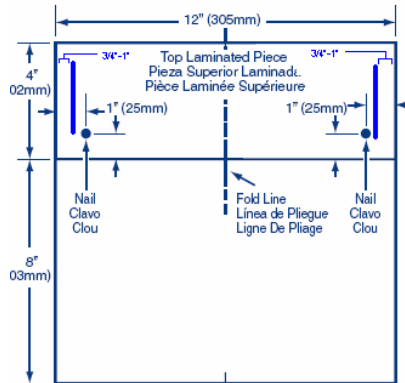 12" (305mm)
3/4"-1"
Top Laminated Piece
3/4"-1"
Pieza Superior Laminada.
Pièce Laminée Supérieure
4"
02mm)
1" (25mm)
1" (25mm)
Nail
Clavo
Clou
Fold Line
Línea de Pliegue
Ligne De Pliage
Nail
Clavo
Clou
8"
03mm)